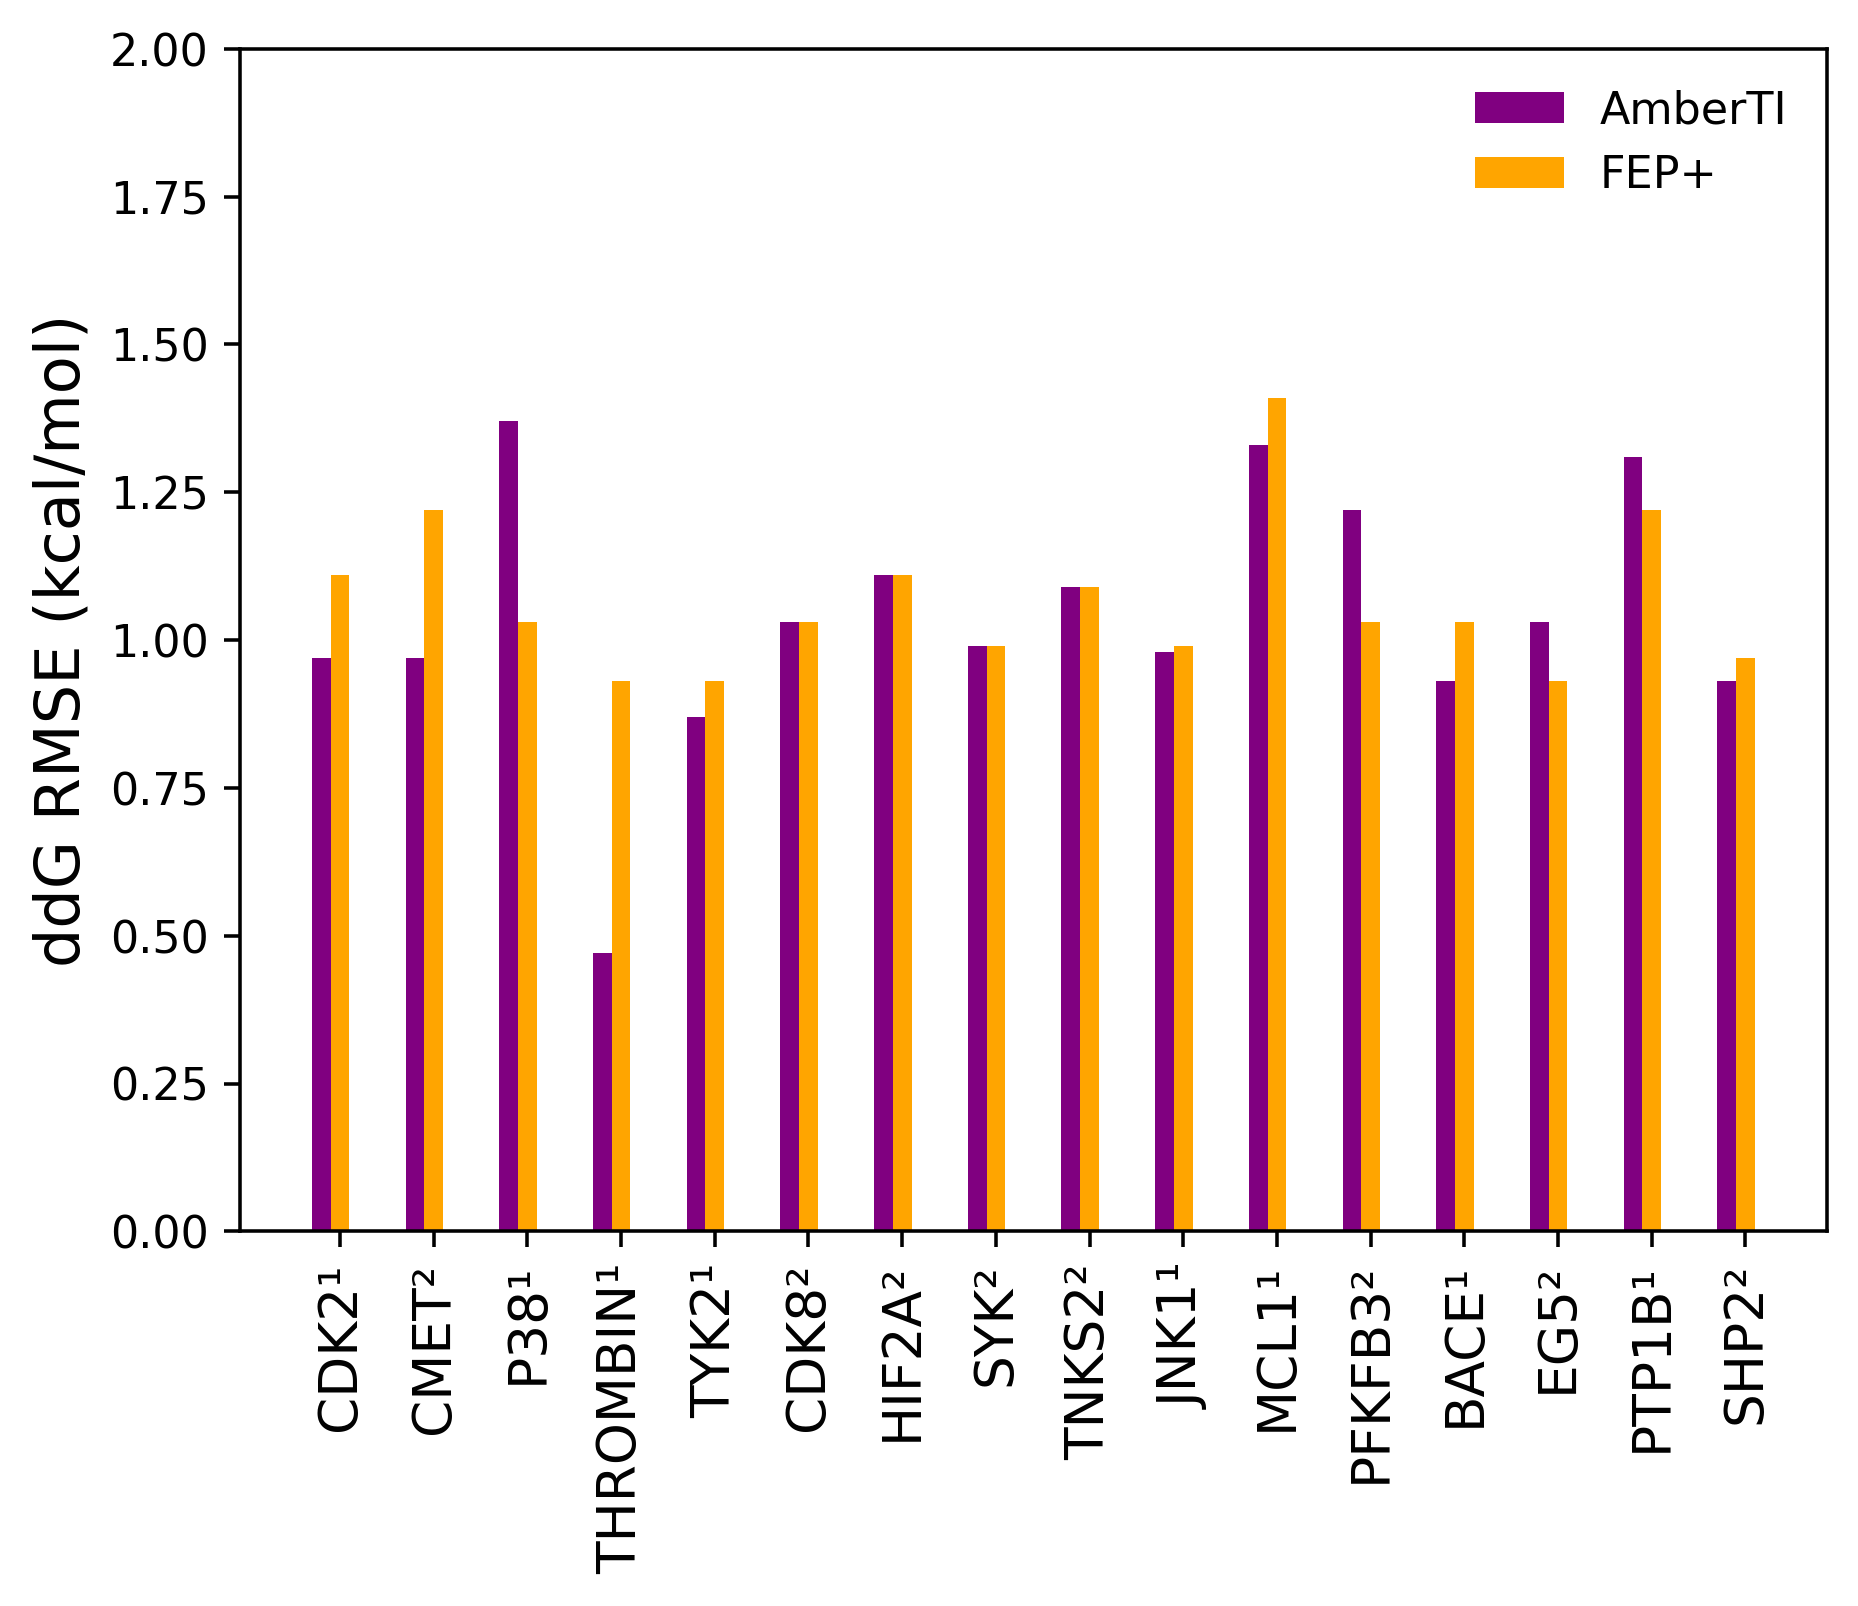 ddG RMSE (kcal/mol)
2.00
1.75
1.50
1.25
1.00
0.75
0.50
0.25
0.00
AmberTI
FEP+
CDK2¹
CMET²
P38¹
THROMBIN¹
TYK2¹
CDK8²
HIF2A²
SYK²
TNKS2²
JNK1¹
MCL1¹
PFKFB3²
BACE¹
EG5²
PTP1B¹
SHP2²